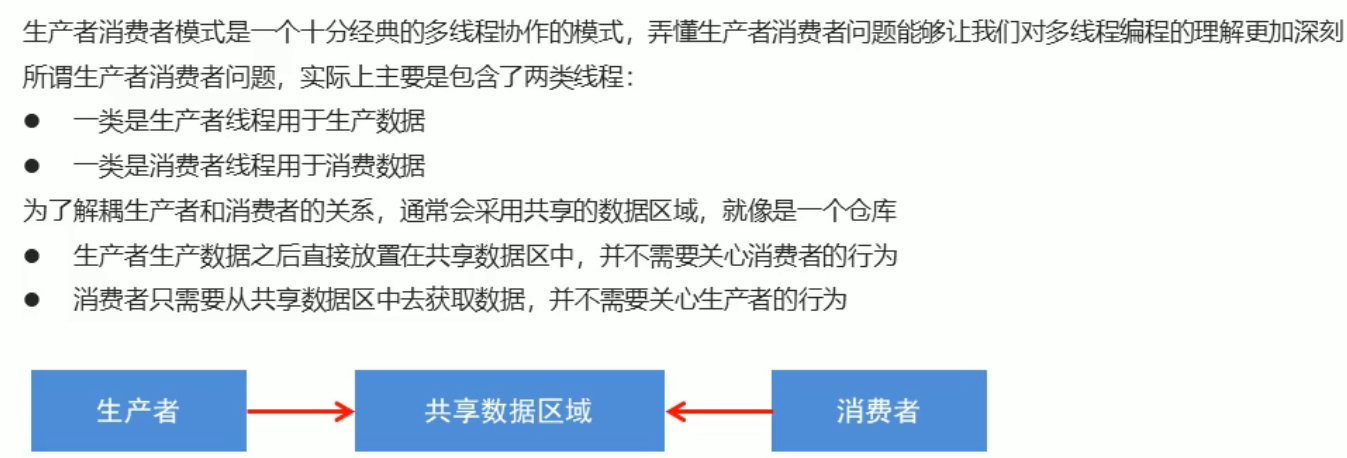 生产者消费者模式是一个十分经典的多线程协作的模式，弄懂生产者消费者问题能够让我们对多线程编程的理解更加深刻
所谓生产者消费者问题，实际上主要是包含了两类线程：
● 一类是生产者线程用于生产数据
● 一类是消费者线程用于消费数据
为了解耦生产者和消费者的关系，通常会采用共享的数据区域，就像是一个仓库
● 生产者生产数据之后直接放置在共享数据区中，并不需要关心消费者的行为
● 消费者只需要从共享数据区中去获取数据，并不需要关心生产者的行为
生产者 共享数据区域 消费者